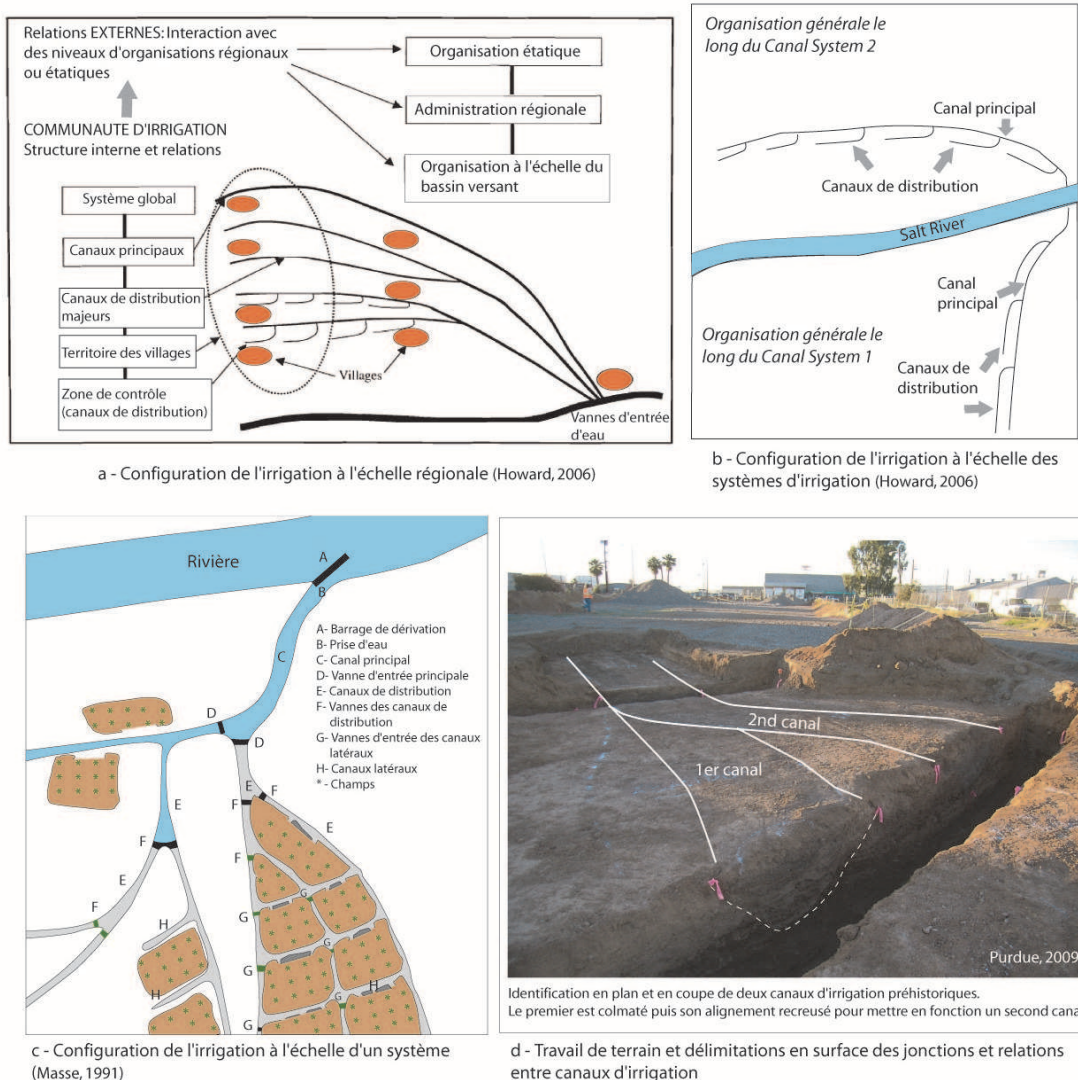 Relations EXTERNES: Interaction avec
des niveaux d'organisations régionaux
ou étatiques
COMMUNAUTE D'IRRIGATION
Structure interne et relations
Organisation étatique
Administration régionale
Organisation à l'échelle du
bassin versant
Système global
Canaux principaux
Canaux de distribution
majeurs
Territoire des villages
Zone de contrôle
(canaux de distribution)
Villages
Vannes d'entrée
d'eau
a - Configuration de l'irrigation à l'échelle régionale (Howard, 2006)
Organisation générale le
long du Canal System 2
Canal principal
Canaux de distribution
Salt River
Canal
principal
Organisation générale le
long du Canal System 1
Canaux de
distribution
b - Configuration de l'irrigation à l'échelle des
systèmes d'irrigation (Howard, 2006)
Rivière
A
B
C
A- Barrage de dérivation
B- Prise d'eau
C- Canal principal
D- Vanne d'entrée principale
E- Canaux de distribution
F- Vannes des canaux de
distribution
G- Vannes d'entrée des canaux
latéraux
H- Canaux latéraux
* - Champs
D
D
E
E
F
F
E
F
F
E
F
G
G
G
G
H
G
H
H
G
G
c - Configuration de l'irrigation à l'échelle d'un système
(Masse, 1991)
2nd canal
1er canal
Purdue, 2009
Identification en plan et en coupe de deux canaux d'irrigation préhistoriques.
Le premier est colmaté puis son alignement recreusé pour mettre en fonction un second cana
d - Travail de terrain et délimitations en surface des jonctions et relations
entre canaux d'irrigation